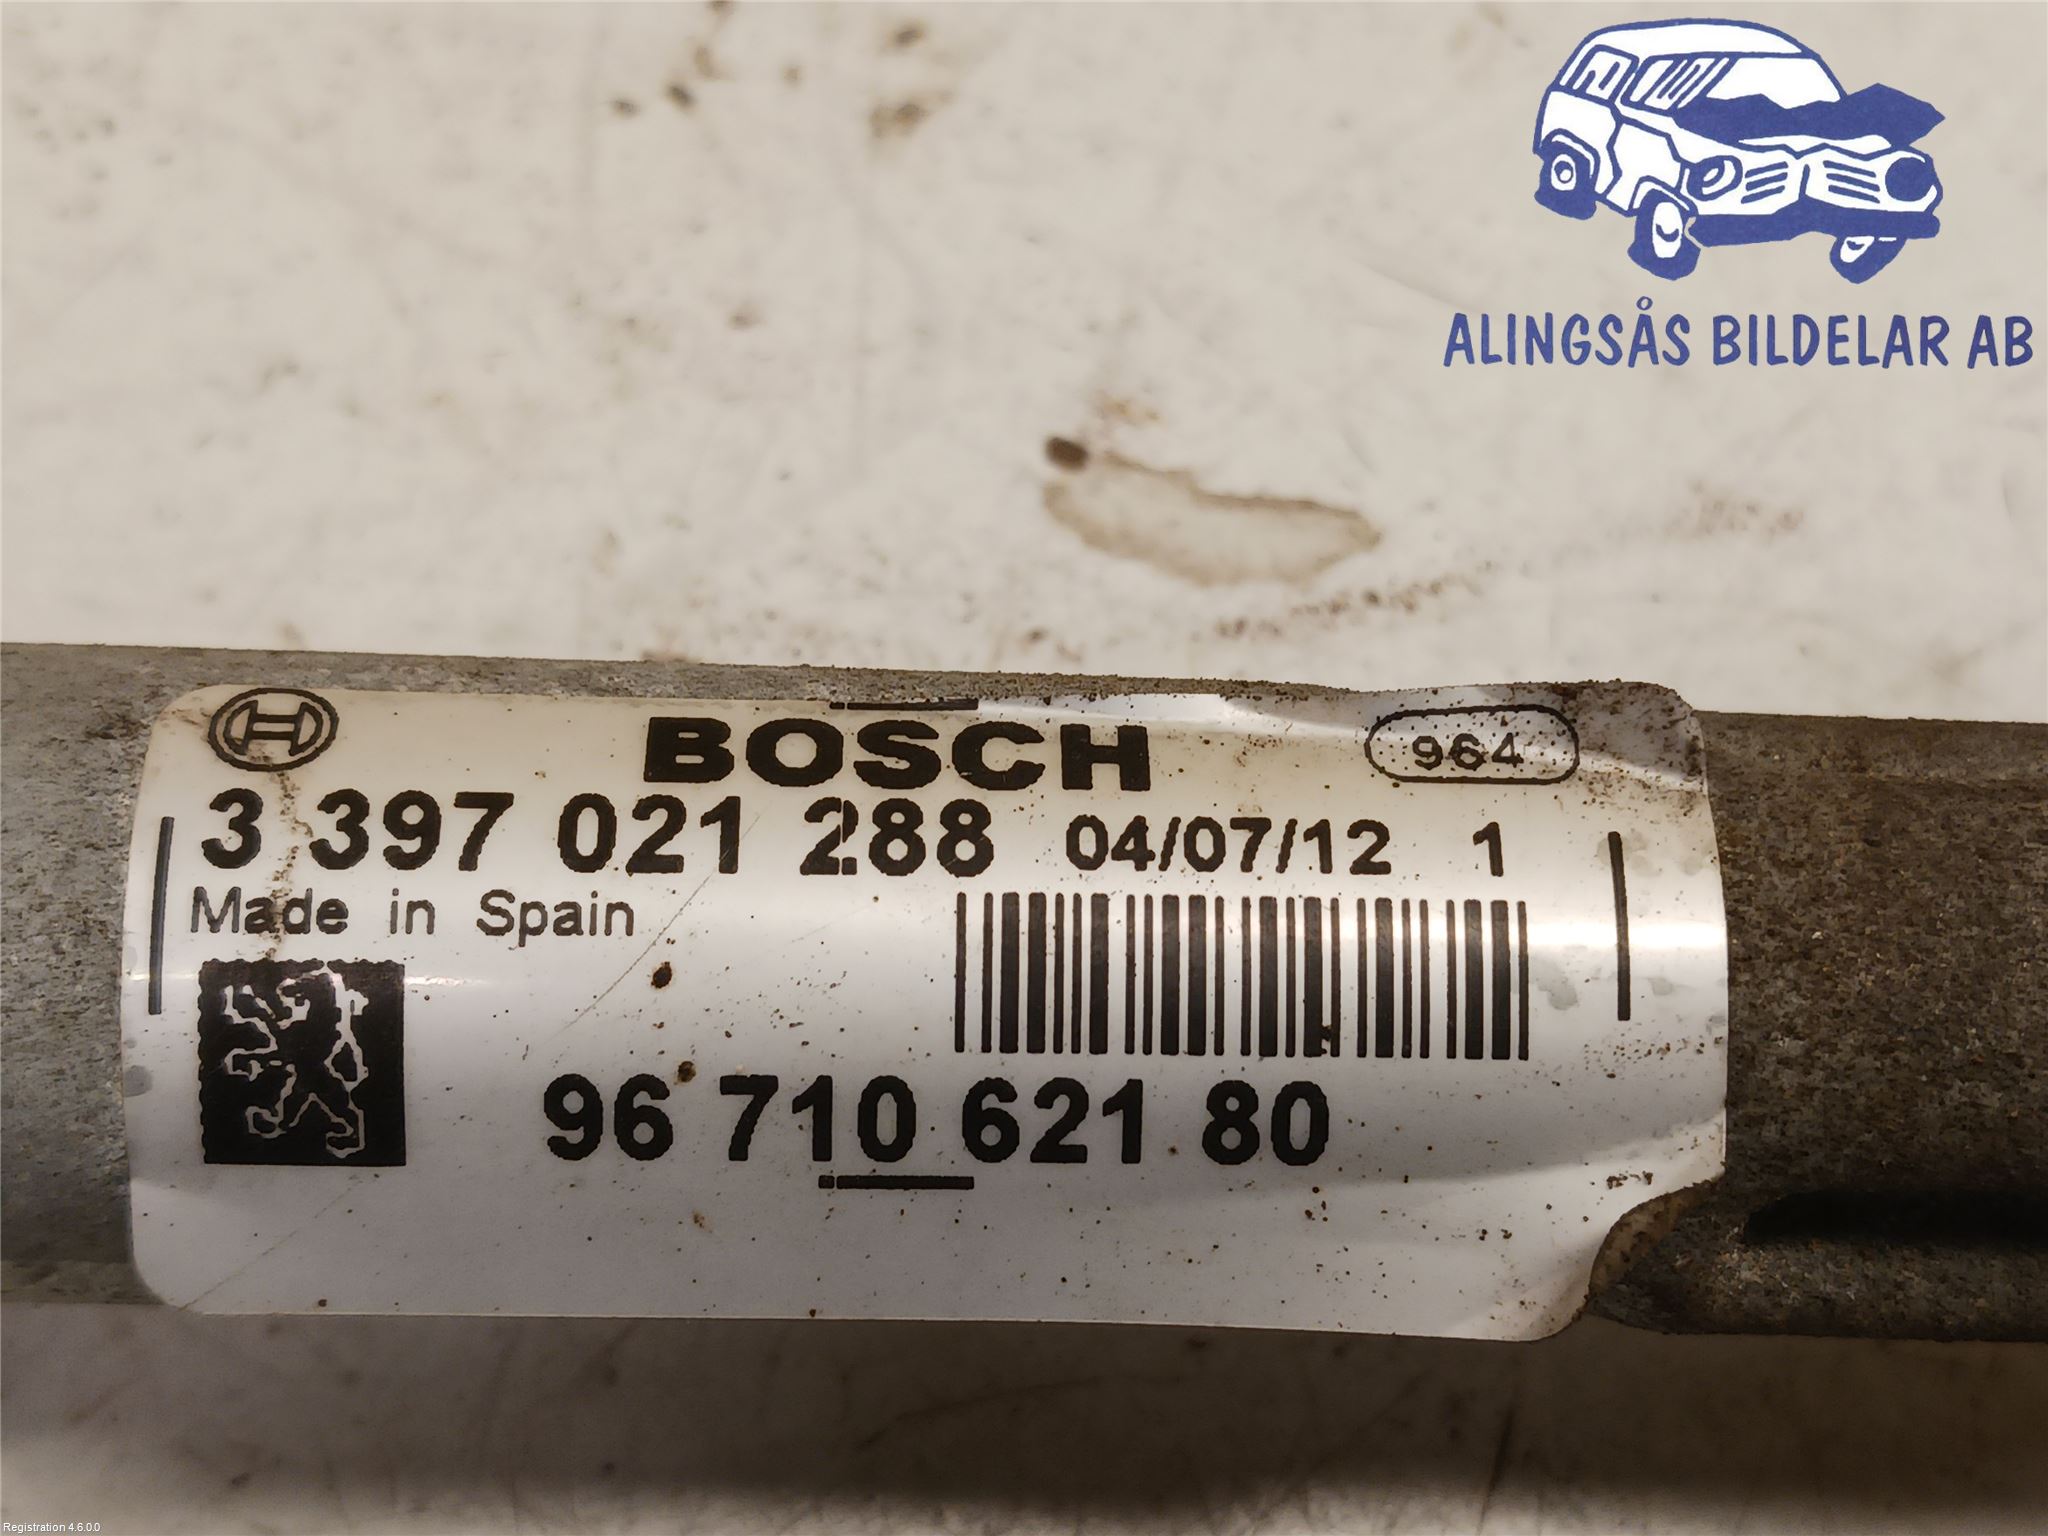 ALINGSÅS BILDELAR AB
BOSCH 964
3 397 021 288 04/07/12 1
Made in Spain
96 710 621 80
Registration 4.6.0.0